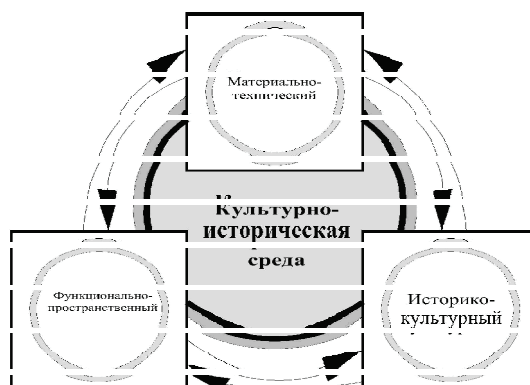 Материально-
технический
Культурно-
историческая
среда
Функционально-
пространственный
Историко-
культурный